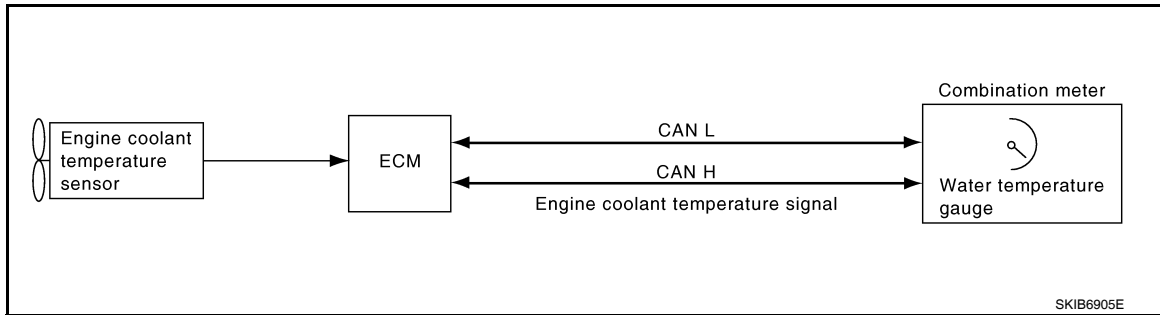 Engine coolant
temperature
sensor
ECM
CAN L
CAN H
Engine coolant temperature signal
Combination meter
Water temperature
gauge
SKIB6905E